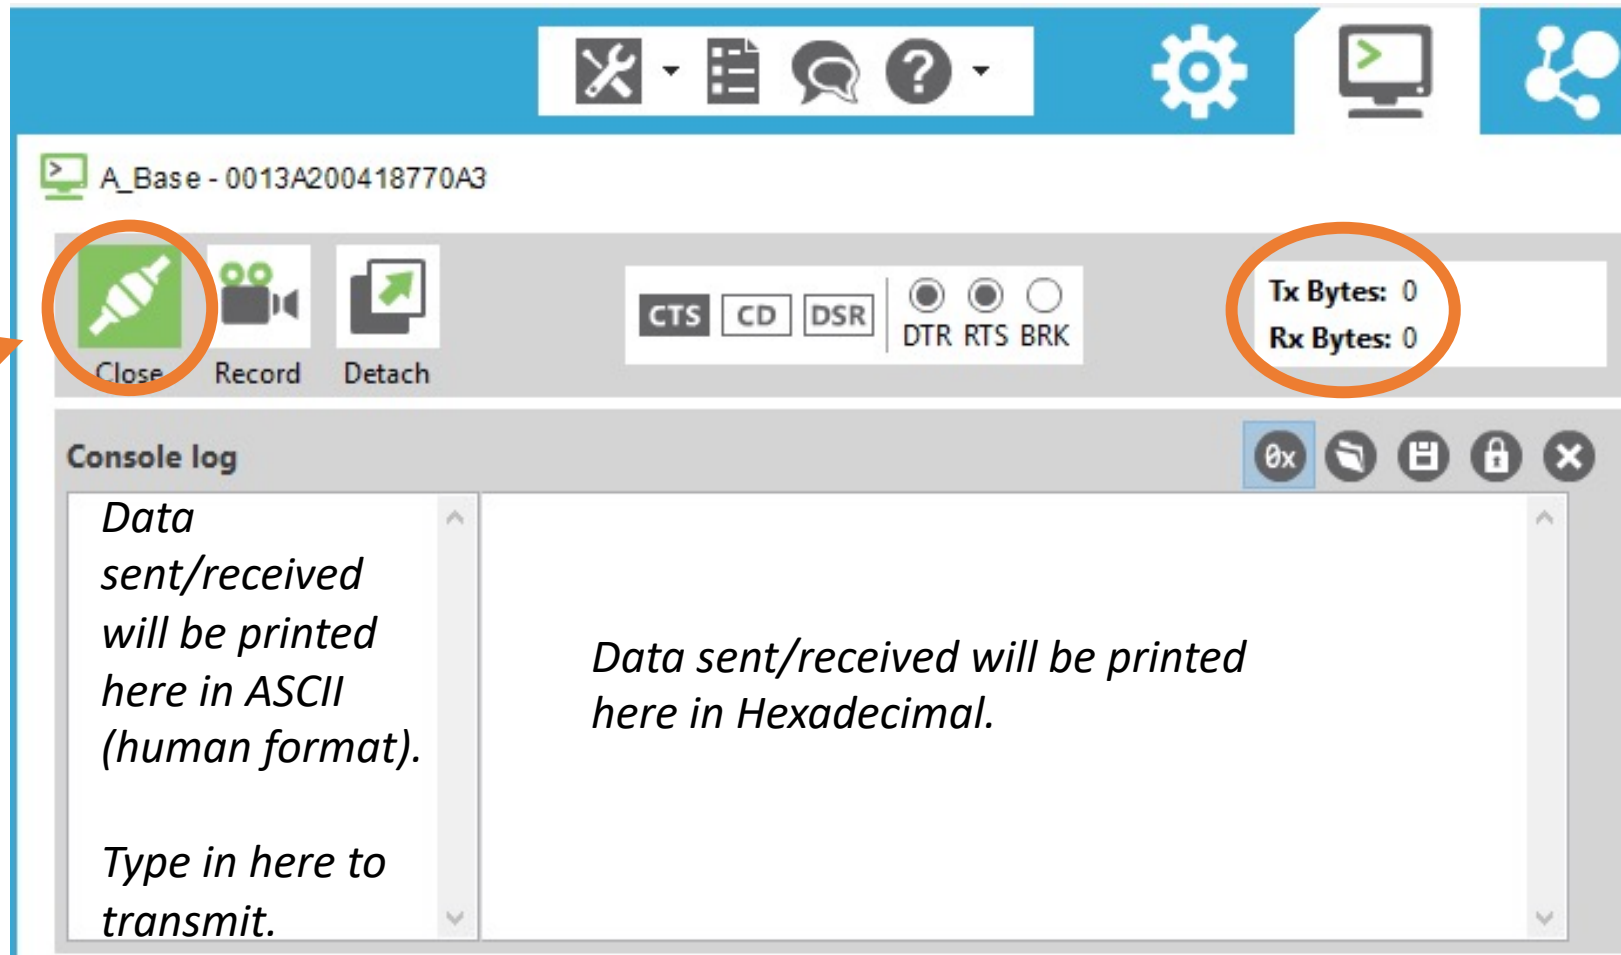 A_Base - 0013A200418770A3
Close Record Detach
CTS CD DSR DTR RTS BRK
Tx Bytes: 0
Rx Bytes: 0
Console log
0x
Data
sent/received
will be printed
here in ASCII
(human format).
Type in here to
transmit.
Data sent/received will be printed
here in Hexadecimal.